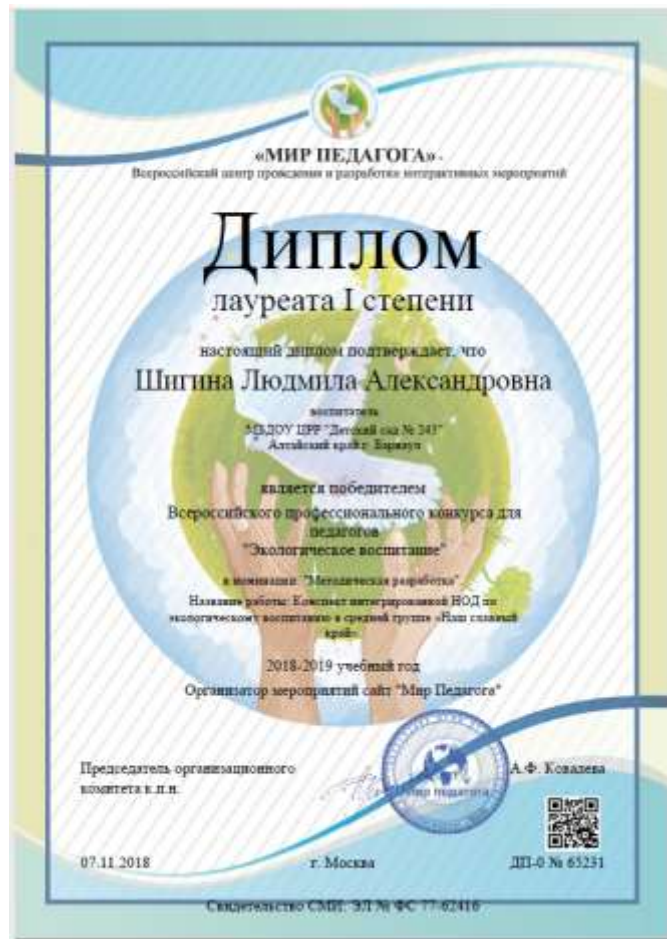 «МИР ПЕДАГОГА» -
Всероссийский центр проведения и разработки интерактивных мероприятий
Диплом
лауреата I степени
настоящий диплом подтверждает, что
Шигина Людмила Александровна
воспитатель
МБДОУ ЦРР "Детский сад № 243"
Алтайский край г. Барнаул
является победителем
Всероссийского профессионального конкурса для
педагогов
"Экологическое воспитание"
в номинации: "Методическая разработка"
Название работы: Конспект интегрированной НОД по
экологическому воспитанию в средней группе «Наш славный
край»
2018-2019 учебный год
Организатор мероприятий сайт "Мир Педагога"
Председатель организационного
комитета к.п.н.
А.Ф. Ковалева
Мир педагога
07.11.2018
г. Москва
ДП-0 № 65231
Свидетельство СМИ: ЭЛ № ФС 77-62416